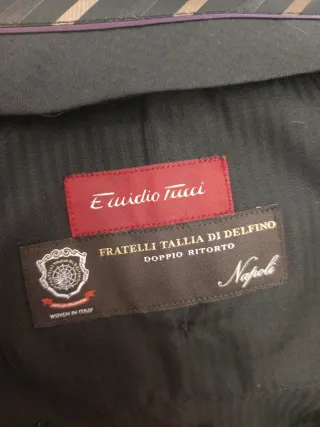 Emidio Tucci
FRATELLI TALLIA DI DELFINO
DOPPIO RITORTO
Napoli
WOVEN IN ITALY